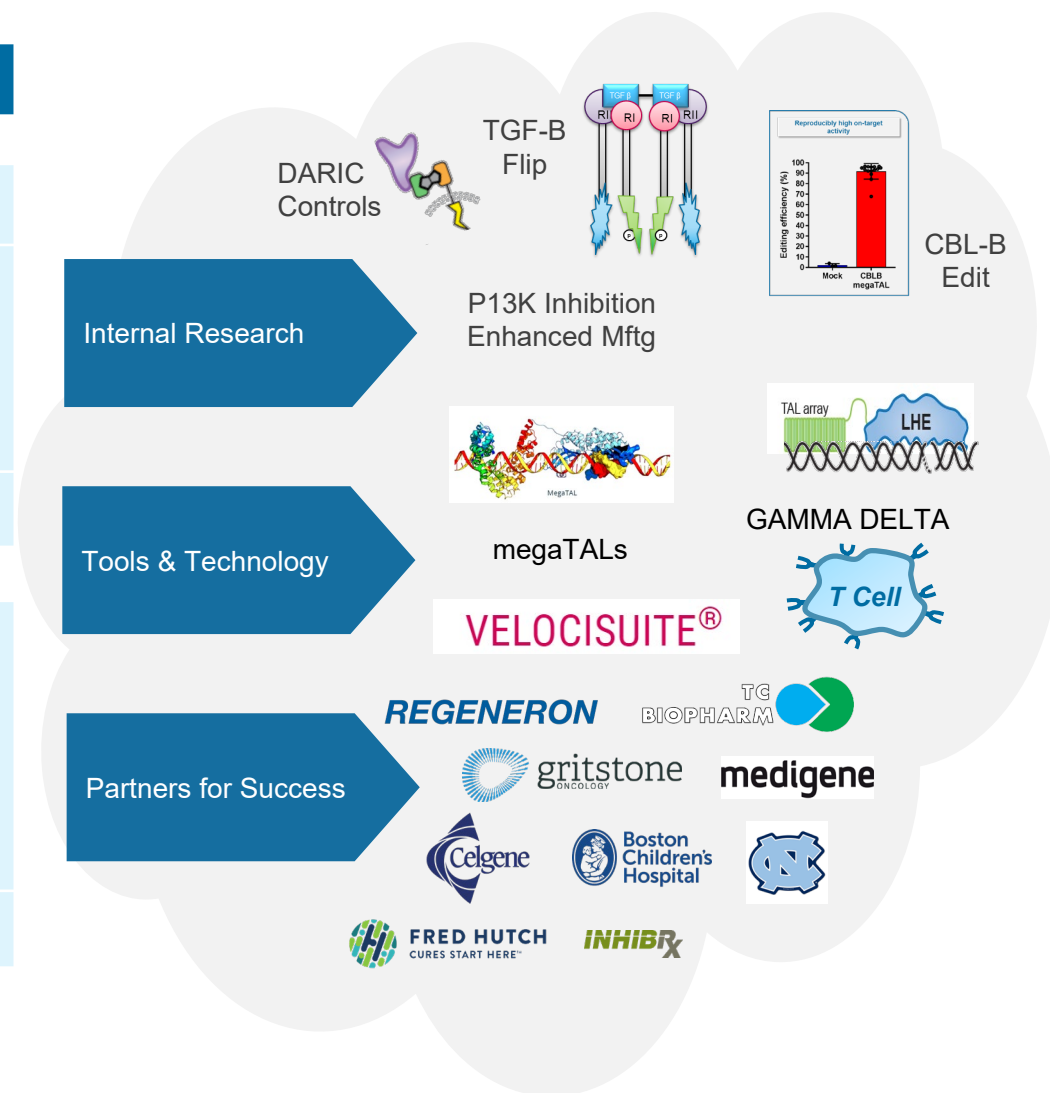 DARIC
Controls
TGF-B
Flip
TGF β
TGF β
RI
RI
RI
RII
P
P
Reproducibly high on-target
activity
Editing efficiency (%)
100
90
80
70
60
50
40
30
20
10
0
Mock
CBLB
megaTAL
CBL-B
Edit
Internal Research
P13K Inhibition
Enhanced Mftg
MegaTAL
TAL array
LHE
Tools & Technology
megaTALs
GAMMA DELTA
T Cell
VELOCISUITE®
Partners for Success
REGENERON
TC
BIOPHARM
gritstone
ONCOLOGY
medigene
Celgene
Boston
Children's
Hospital
NC
FRED HUTCH
CURES START HERE™
INHIBRx